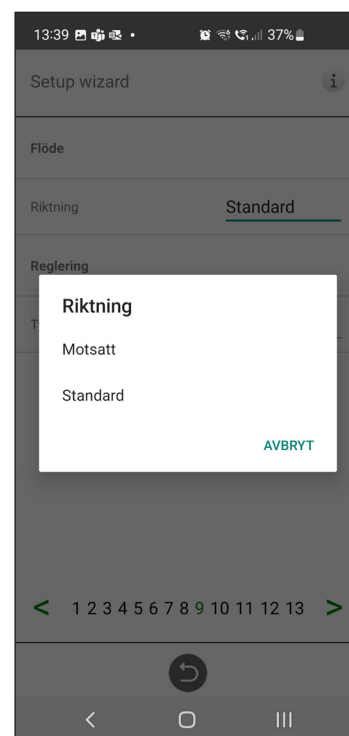 13:39 37%
Setup wizard i
Flöde
Riktning Standard
Reglering
T
Riktning
Motsatt
Standard
AVBRYT
< 1 2 3 4 5 6 7 8 9 10 11 12 13 >